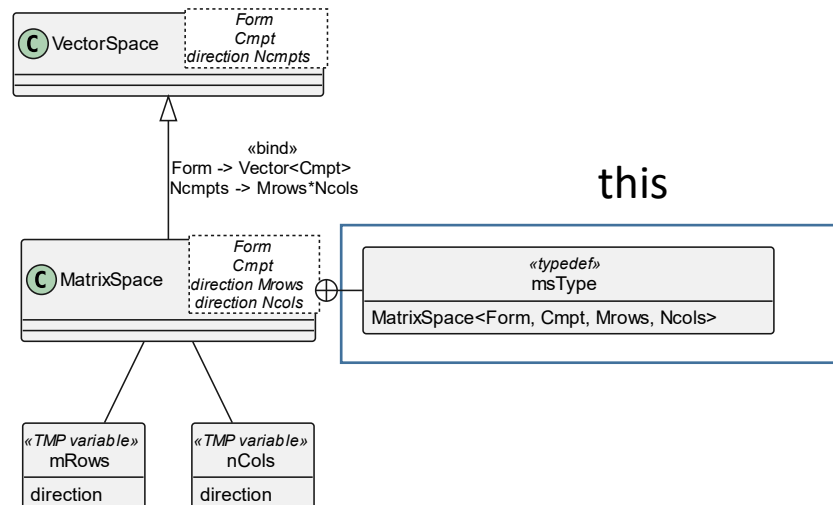 Form
Cmpt
direction Ncmpts
C VectorSpace
«bind»
Form -> Vector<Cmpt>
Ncmpts -> Mrows*Ncols
this
Form
Cmpt
direction Mrows
direction Ncols
C MatrixSpace
«typedef»
msType
MatrixSpace<Form, Cmpt, Mrows, Ncols>
«TMP variable»
mRows
direction
«TMP variable»
nCols
direction